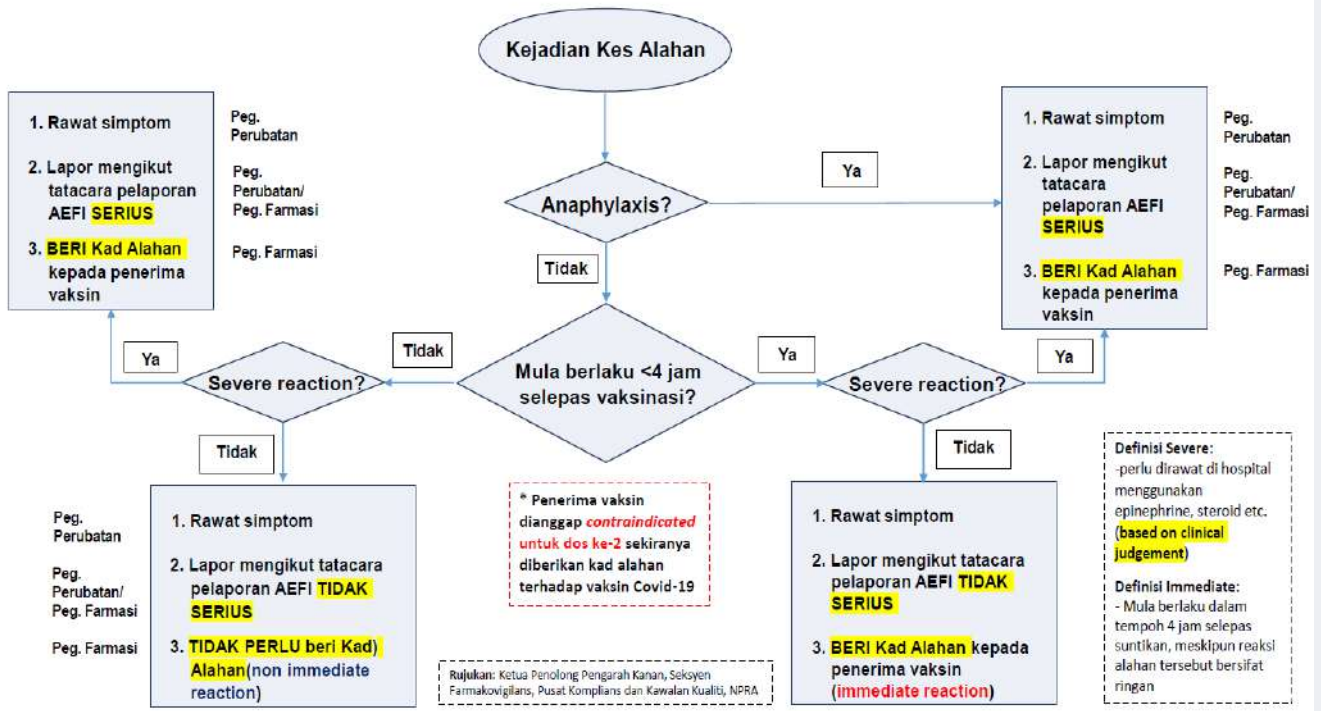 Kejadian Kes Alahan
Anaphylaxis?
Ya
1. Rawat simptom
2. Lapor mengikut
tatacara
pelaporan AEFI
SERIUS
3. BERI Kad Alahan
kepada penerima
vaksin
Peg.
Perubatan
Peg.
Perubatan/
Peg. Farmasi
Peg. Farmasi
Tidak
Mula berlaku <4 jam
selepas vaksinasi?
Tidak
Severe reaction?
Ya
1. Rawat simptom
2. Lapor mengikut
tatacara pelaporan
AEFI SERIUS
3. BERI Kad Alahan
kepada penerima
vaksin
Peg.
Perubatan
Peg.
Perubatan/
Peg. Farmasi
Peg. Farmasi
Tidak
Peg.
Perubatan
Peg.
Perubatan/
Peg. Farmasi
Peg. Farmasi
1. Rawat simptom
2. Lapor mengikut tatacara
pelaporan AEFI TIDAK
SERIUS
3. TIDAK PERLU beri Kad)
Alahan(non immediate
reaction)
Ya
Severe reaction?
Ya
Tidak
1. Rawat simptom
2. Lapor mengikut tatacara
pelaporan AEFI TIDAK
SERIUS
3. BERI Kad Alahan kepada
penerima vaksin
(immediate reaction)
* Penerima vaksin
dianggap contraindicated
untuk dos ke-2 sekiranya
diberikan kad alahan
terhadap vaksin Covid-19
Rujukan: Ketua Penolong Pengarah Kanan, Seksyen
Farmakovigilans, Pusat Komplians dan Kawalan Kualiti, NPRA
Definisi Severe:
-perlu dirawat di hospital
menggunakan
epinephrine, steroid etc.
(based on clinical
judgement)
Definisi Immediate:
- Mula berlaku dalam
tempoh 4 jam selepas
suntikan, meskipun reaksi
alahan tersebut bersifat
ringan